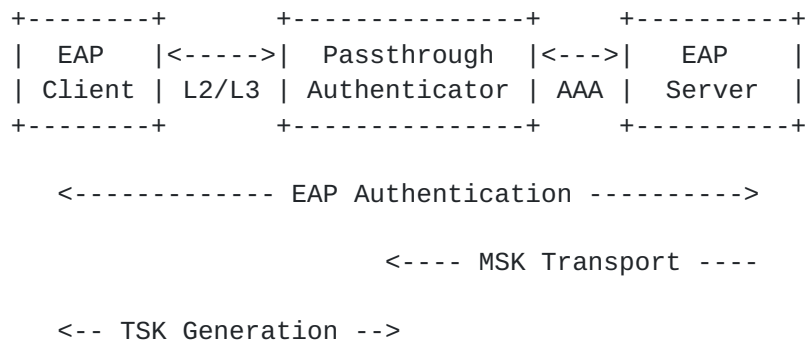 +--------+       +---------------+     +----------+
|  EAP   |<----->|  Passthrough  |<--->|   EAP    |
| Client | L2/L3 | Authenticator | AAA |  Server  |
+--------+       +---------------+     +----------+
<------------- EAP Authentication ---------->
<---- MSK Transport ----
<-- TSK Generation -->